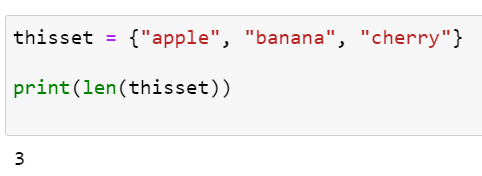 thisset = {"apple", "banana", "cherry"}
print(len(thisset))
3